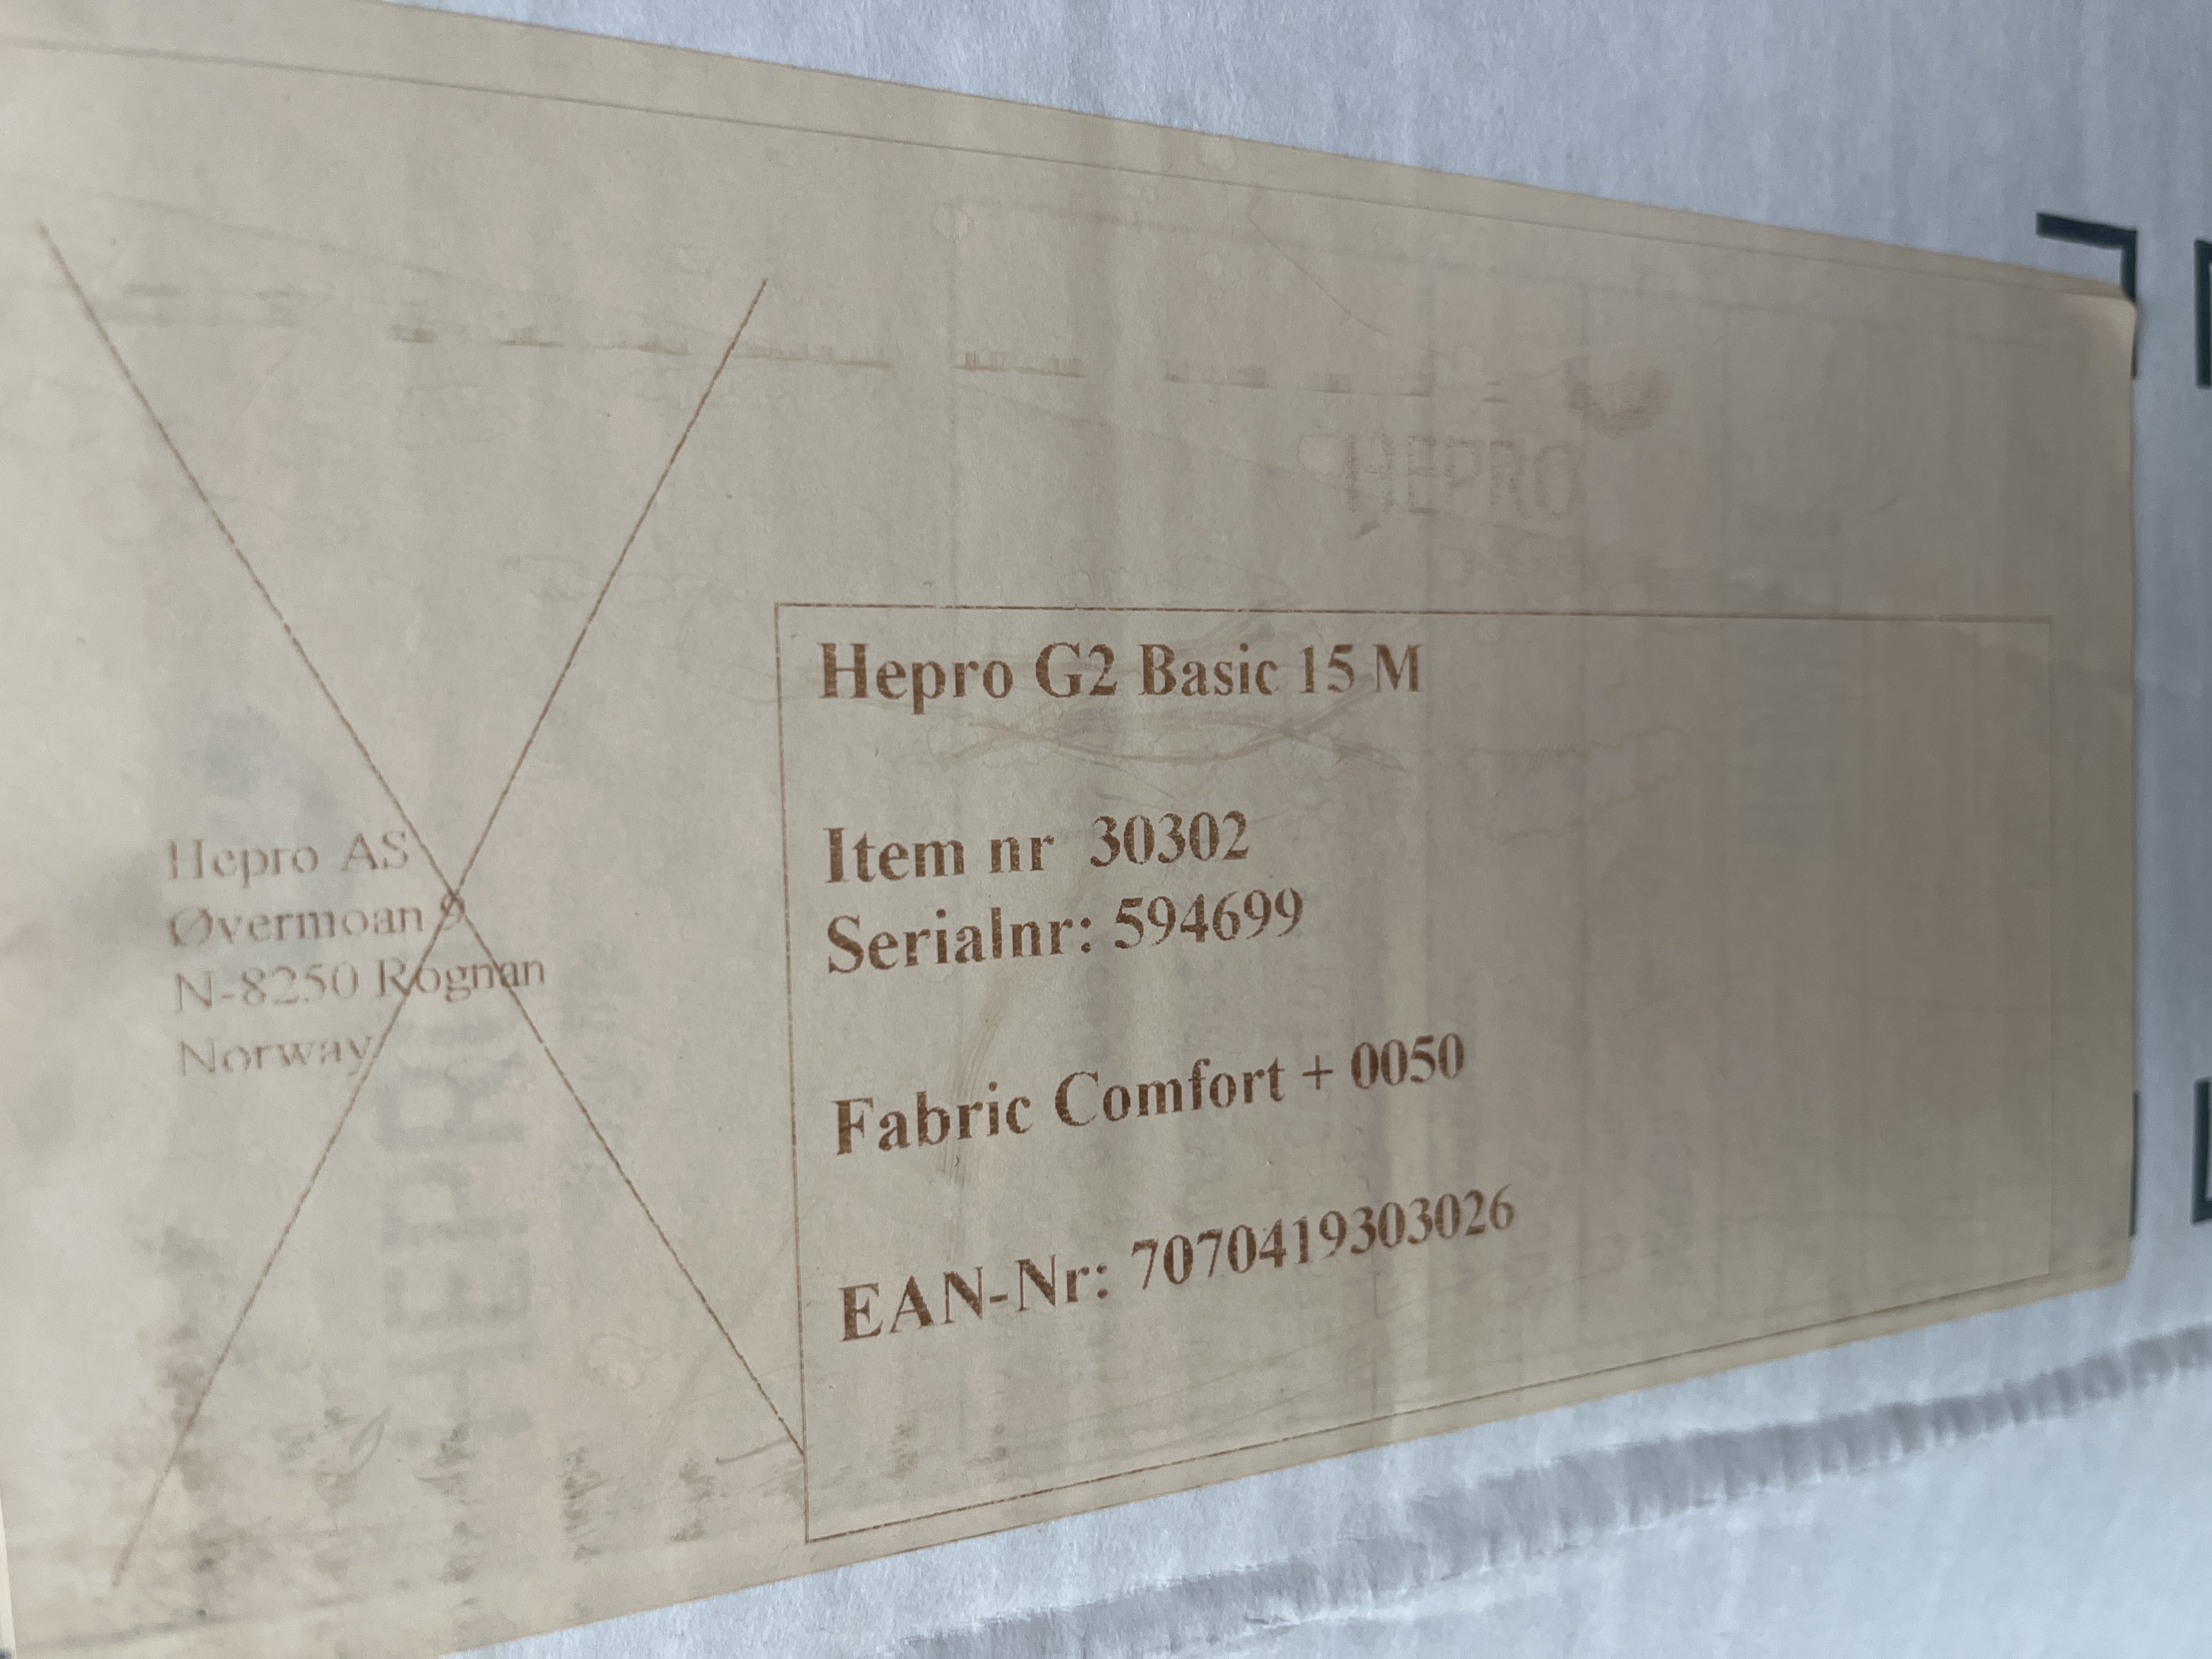 Hepro AS
Øvermoan 9
N-8250 Rognan
Norway
Hepro G2 Basic 15 M
Item nr 30302
Serialnr: 594699
Fabric Comfort + 0050
EAN-Nr: 7070419303026
HEPRO